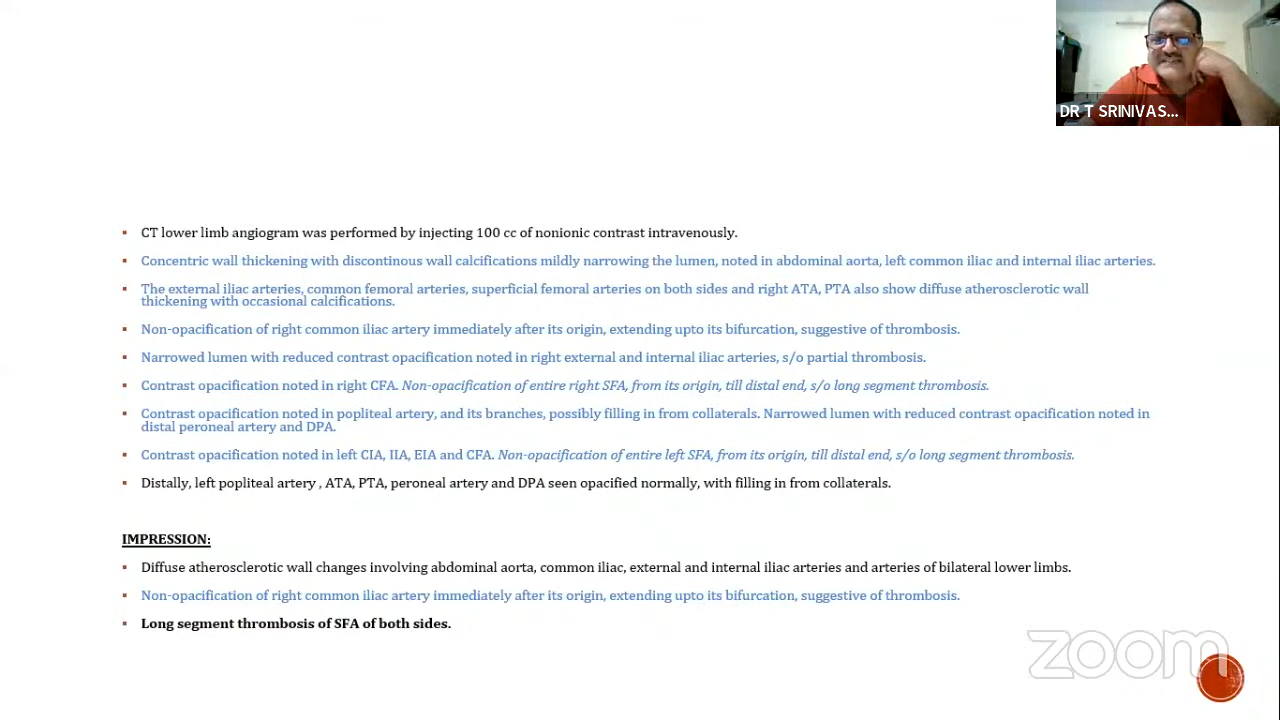 DR T SRINIVAS...
CT lower limb angiogram was performed by injecting 100 cc of nonionic contrast intravenously.
Concentric wall thickening with discontinous wall calcifications mildly narrowing the lumen, noted in abdominal aorta, left common iliac and internal iliac arteries.
The external iliac arteries, common femoral arteries, superficial femoral arteries on both sides and right ATA, PTA also show diffuse atherosclerotic wall
thickening with occasional calcifications.
Non-opacification of right common iliac artery immediately after its origin, extending upto its bifurcation, suggestive of thrombosis.
Narrowed lumen with reduced contrast opacification noted in right external and internal iliac arteries, s/o partial thrombosis.
Contrast opacification noted in right CFA. Non-opacification of entire right SFA, from its origin, till distal end, s/o long segment thrombosis.
Contrast opacification noted in popliteal artery, and its branches, possibly filling in from collaterals. Narrowed lumen with reduced contrast opacification noted in
distal peroneal artery and DPA.
Contrast opacification noted in left CIA, IIA, EIA and CFA. Non-opacification of entire left SFA, from its origin, till distal end, s/o long segment thrombosis.
Distally, left popliteal artery , ATA, PTA, peroneal artery and DPA seen opacified normally, with filling in from collaterals.
IMPRESSION:
Diffuse atherosclerotic wall changes involving abdominal aorta, common iliac, external and internal iliac arteries and arteries of bilateral lower limbs.
Non-opacification of right common iliac artery immediately after its origin, extending upto its bifurcation, suggestive of thrombosis.
Long segment thrombosis of SFA of both sides.
zoom